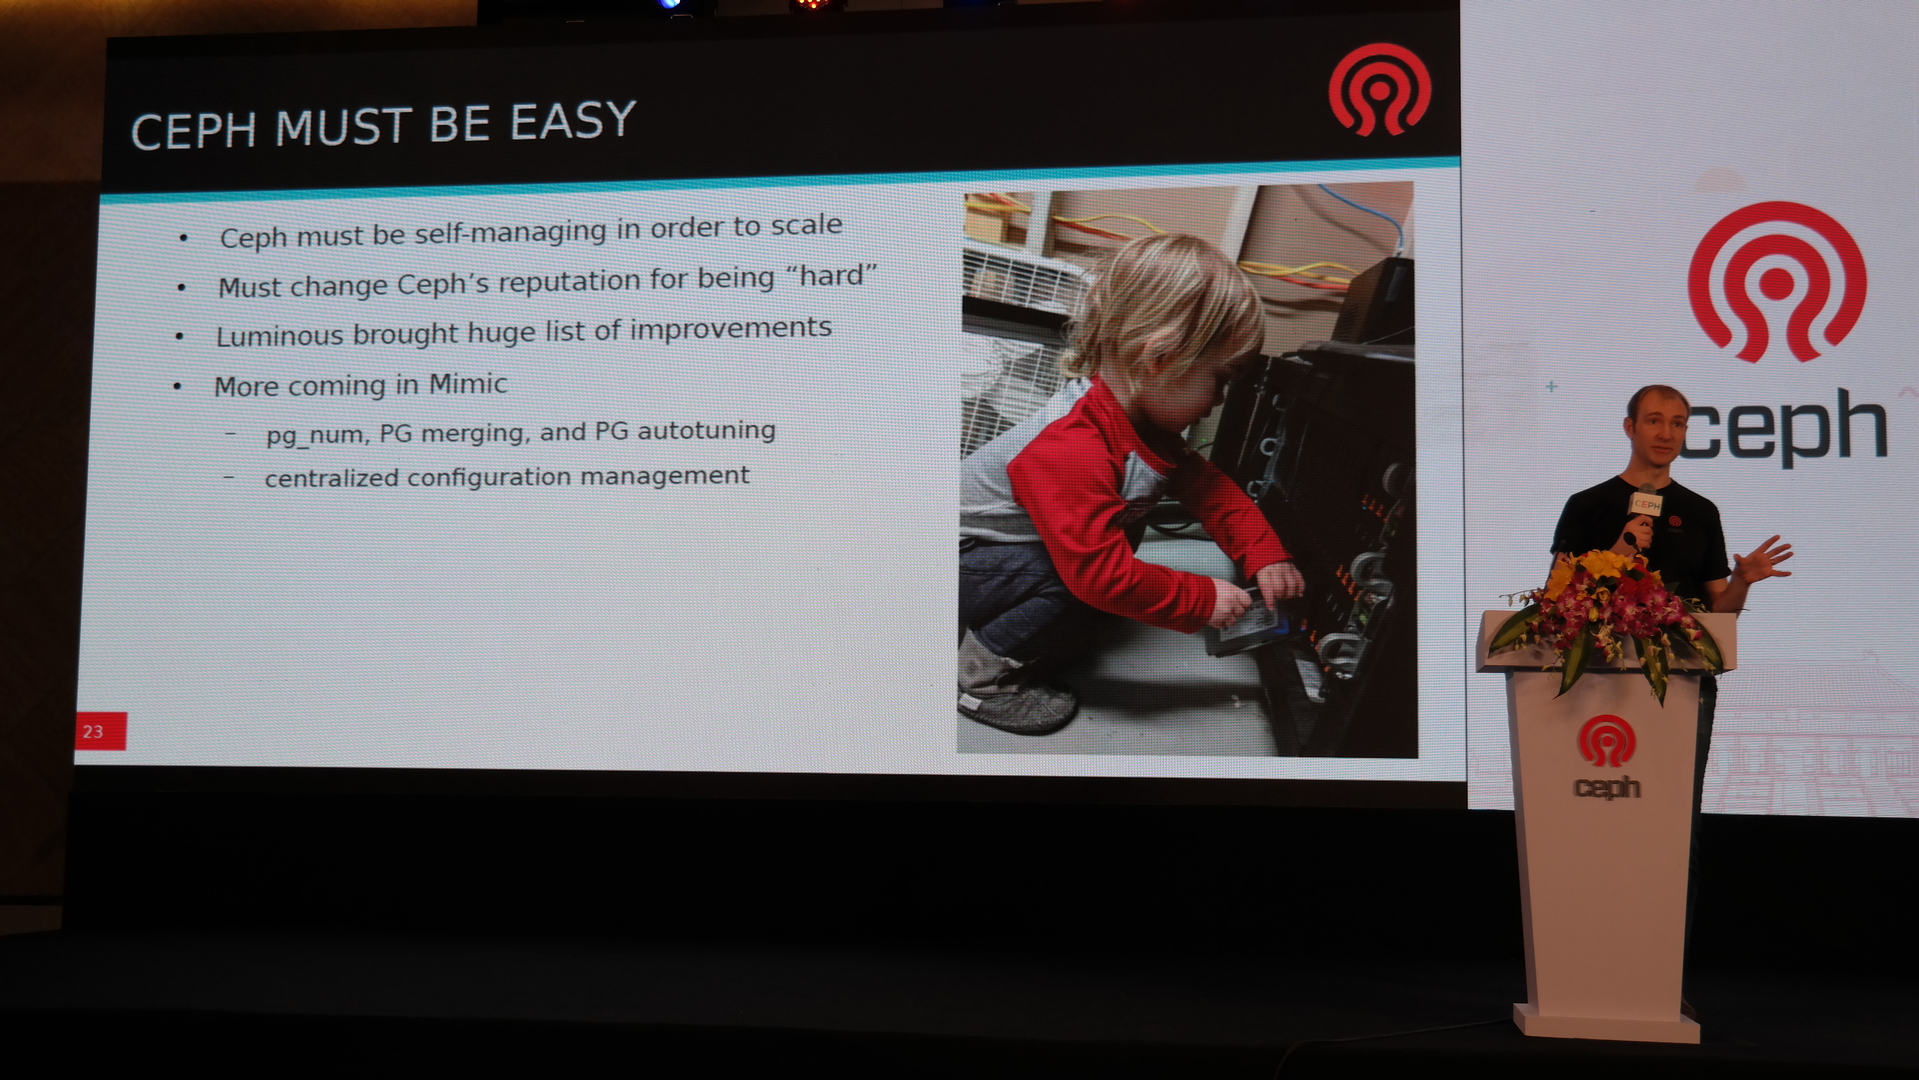 CEPH MUST BE EASY
• Ceph must be self-managing in order to scale
• Must change Ceph’s reputation for being “hard”
• Luminous brought huge list of improvements
• More coming in Mimic
– pg_num, PG merging, and PG autotuning
– centralized configuration management
23
ceph
CEPH
ceph